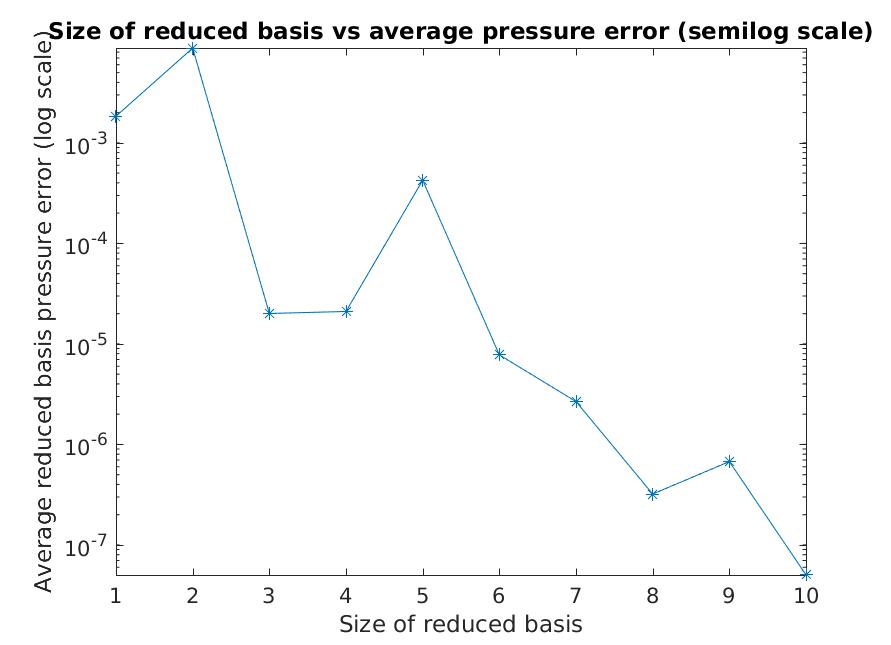 Size of reduced basis vs average pressure error (semilog scale)
Average reduced basis pressure error (log scale)
10^-3
10^-4
10^-5
10^-6
10^-7
1 2 3 4 5 6 7 8 9 10
Size of reduced basis